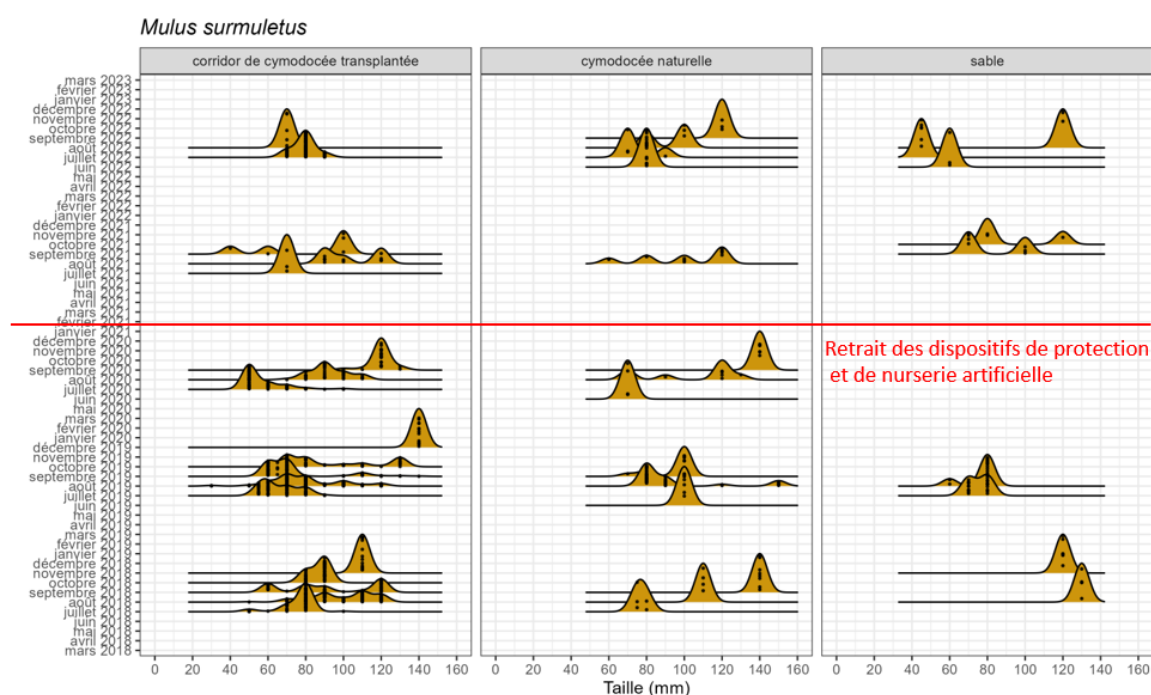 Mulus surmuletus
corridor de cymodocée transplantée
cymodocée naturelle
sable
mars 2023
février 2023
janvier 2023
décembre 2022
novembre 2022
octobre 2022
septembre 2022
août 2022
juillet 2022
juin 2022
mai 2022
avril 2022
mars 2022
février 2022
janvier 2022
décembre 2021
novembre 2021
octobre 2021
septembre 2021
août 2021
juillet 2021
juin 2021
mai 2021
avril 2021
mars 2021
février 2021
janvier 2021
décembre 2020
novembre 2020
octobre 2020
septembre 2020
août 2020
juillet 2020
juin 2020
mai 2020
mars 2020
février 2020
janvier 2020
décembre 2019
novembre 2019
octobre 2019
septembre 2019
août 2019
juillet 2019
juin 2019
mai 2019
avril 2019
mars 2019
février 2019
janvier 2019
décembre 2018
novembre 2018
octobre 2018
septembre 2018
août 2018
juillet 2018
juin 2018
mai 2018
avril 2018
mars 2018
Retrait des dispositifs de protection
et de nurserie artificielle
0 20 40 60 80 100 120 140 160
0 20 40 60 80 100 120 140 160
0 20 40 60 80 100 120 140 160
Taille (mm)